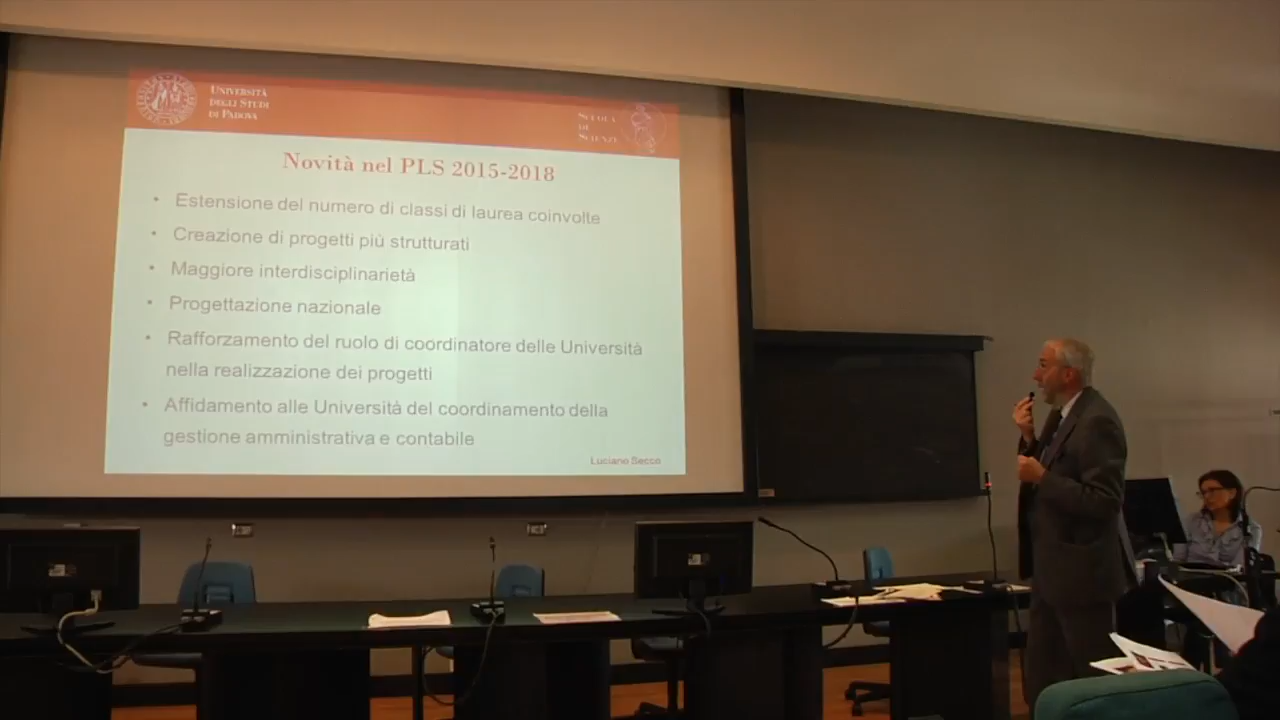 UNIVERSITÀ
DEGLI STUDI
DI PADOVA
SCUOLA
DI
SCIENZE
Novità nel PLS 2015-2018
• Estensione del numero di classi di laurea coinvolte
• Creazione di progetti più strutturati
• Maggiore interdisciplinarietà
• Progettazione nazionale
• Rafforzamento del ruolo di coordinatore delle Università
nella realizzazione dei progetti
• Affidamento alle Università del coordinamento della
gestione amministrativa e contabile
Luciano Secco